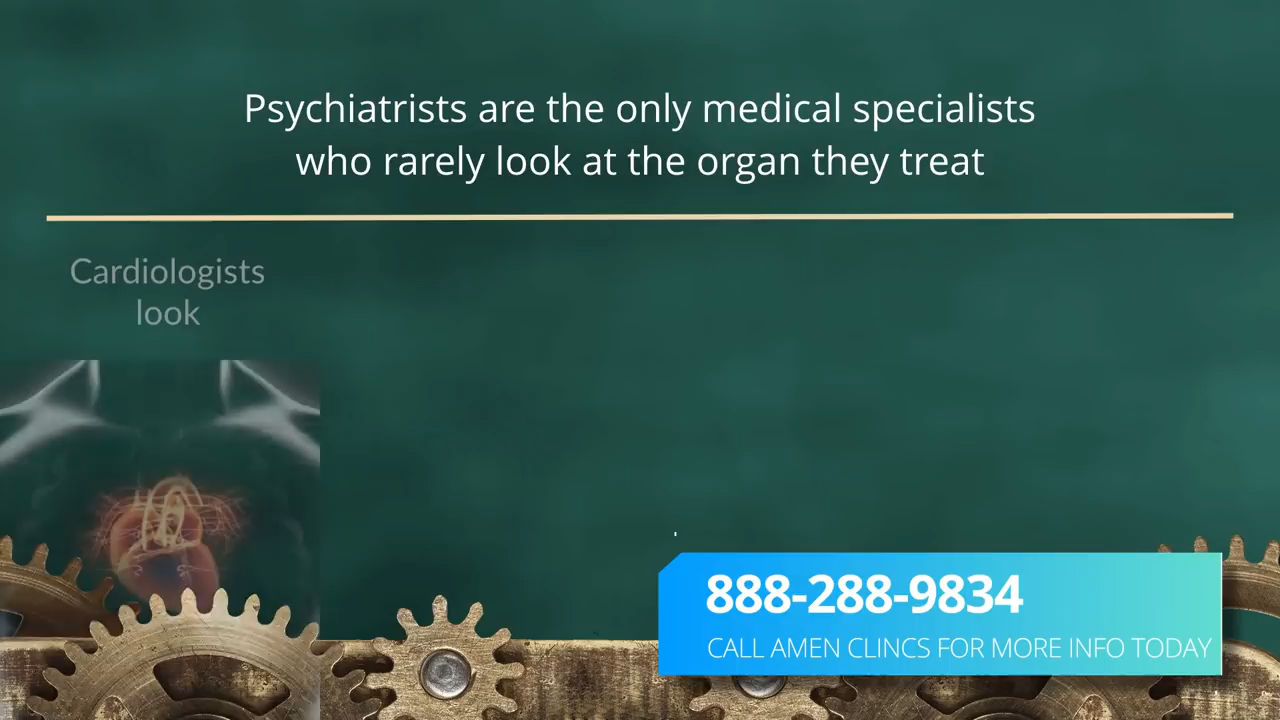 Psychiatrists are the only medical specialists
who rarely look at the organ they treat
Cardiologists
look
888-288-9834
CALL AMEN CLINCS FOR MORE INFO TODAY